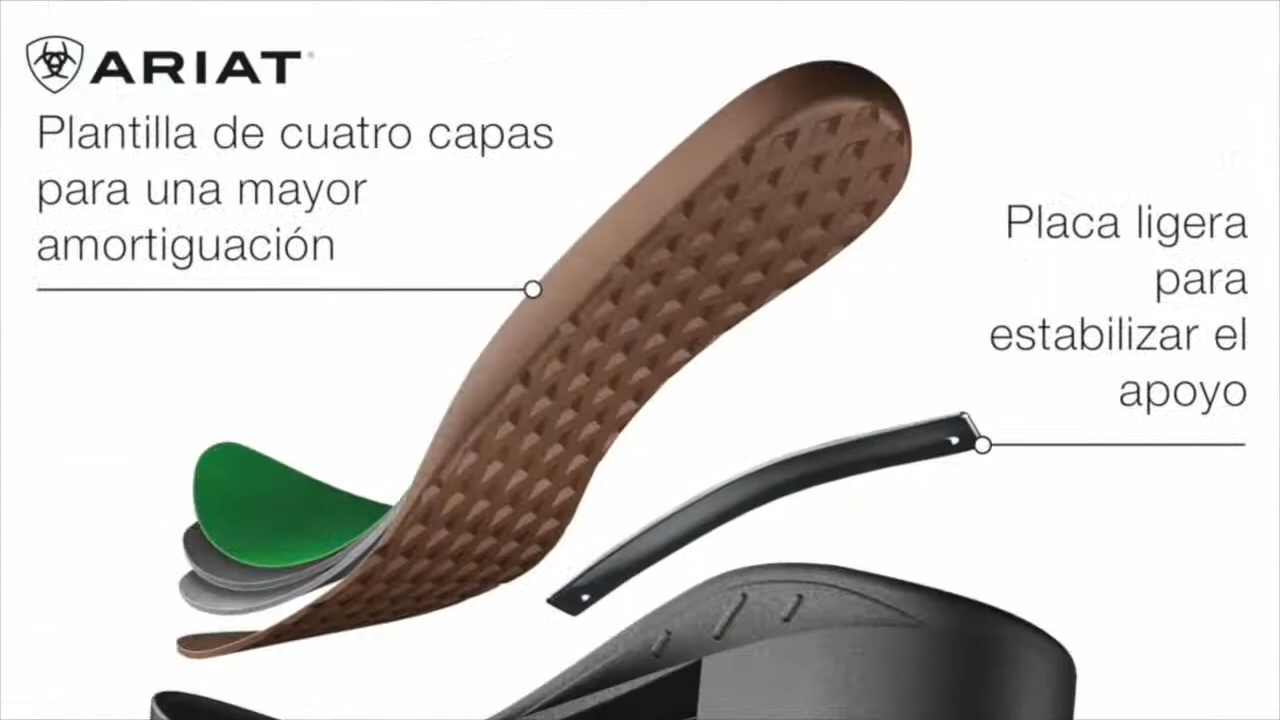 ARIAT
Plantilla de cuatro capas
para una mayor
amortiguación
Placa ligera
para
estabilizar el
apoyo